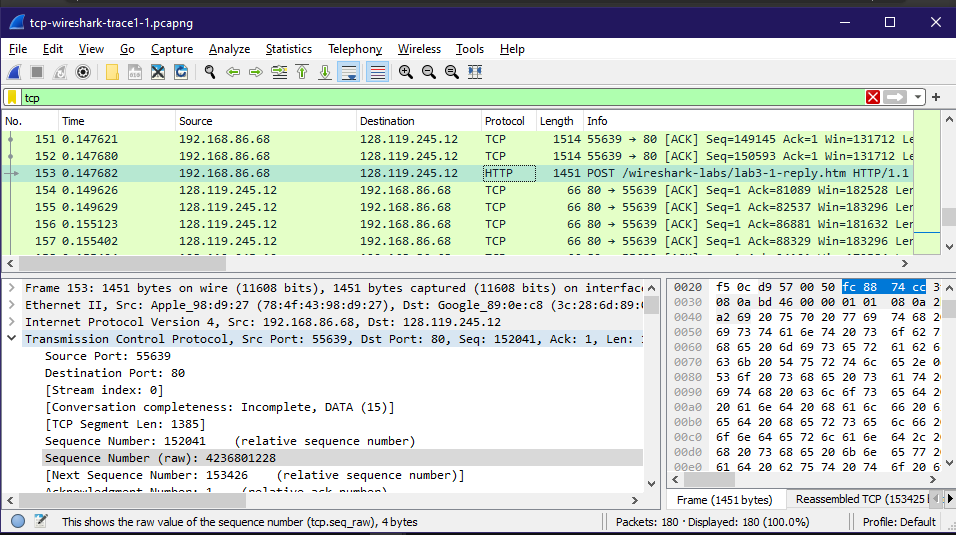 tcp-wireshark-trace1-1.pcapng
File Edit View Go Capture Analyze Statistics Telephony Wireless Tools Help
tcp
No. Time Source Destination Protocol Length Info
151 0.147621 192.168.86.68 128.119.245.12 TCP 1514 55639 → 80 [ACK] Seq=149145 Ack=1 Win=131712 Le
152 0.147680 192.168.86.68 128.119.245.12 TCP 1514 55639 → 80 [ACK] Seq=150593 Ack=1 Win=131712 Le
153 0.147682 192.168.86.68 128.119.245.12 HTTP 1451 POST /wireshark-labs/lab3-1-reply.htm HTTP/1.1
154 0.149626 128.119.245.12 192.168.86.68 TCP 66 80 → 55639 [ACK] Seq=1 Ack=81089 Win=182528 Len
155 0.149629 128.119.245.12 192.168.86.68 TCP 66 80 → 55639 [ACK] Seq=1 Ack=82537 Win=183296 Len
156 0.155123 128.119.245.12 192.168.86.68 TCP 66 80 → 55639 [ACK] Seq=1 Ack=86881 Win=181632 Len
157 0.155402 128.119.245.12 192.168.86.68 TCP 66 80 → 55639 [ACK] Seq=1 Ack=88329 Win=183296 Len
Frame 153: 1451 bytes on wire (11608 bits), 1451 bytes captured (11608 bits) on interfac
Ethernet II, Src: Apple_98:d9:27 (78:4f:43:98:d9:27), Dst: Google_89:0e:c8 (3c:28:6d:89:
Internet Protocol Version 4, Src: 192.168.86.68, Dst: 128.119.245.12
Transmission Control Protocol, Src Port: 55639, Dst Port: 80, Seq: 152041, Ack: 1, Len:
Source Port: 55639
Destination Port: 80
[Stream index: 0]
[Conversation completeness: Incomplete, DATA (15)]
[TCP Segment Len: 1385]
Sequence Number: 152041 (relative sequence number)
Sequence Number (raw): 4236801228
[Next Sequence Number: 153426 (relative sequence number)]
Acknowledgment Number: 1 (relative ack number)
0020 f5 0c d9 57 00 50 fc 88 74 cc
0030 08 0a bd 46 00 00 01 01 08 0a
0040 a2 69 20 75 70 20 77 69 74 68
0050 69 73 74 61 6e 74 20 73 6f 62
0060 68 65 20 6d 69 73 65 72 61 62
0070 63 6b 20 54 75 72 74 6c 65 2e
0080 53 6f 20 73 68 65 20 73 61 74
0090 69 74 68 20 63 6c 6f 73 65 64
00a0 20 61 6e 64 20 68 61 6c 66 20
00b0 65 64 20 68 65 72 73 65 6c 66
00c0 6f 6e 64 65 72 6c 61 6e 64 2c
00d0 68 20 73 68 65 20 6b 6e 65 77
00e0 61 64 20 62 75 74 20 74 6f 20
Frame (1451 bytes) Reassembled TCP (153425
This shows the raw value of the sequence number (tcp.seq_raw), 4 bytes Packets: 180 · Displayed: 180 (100.0%) Profile: Default